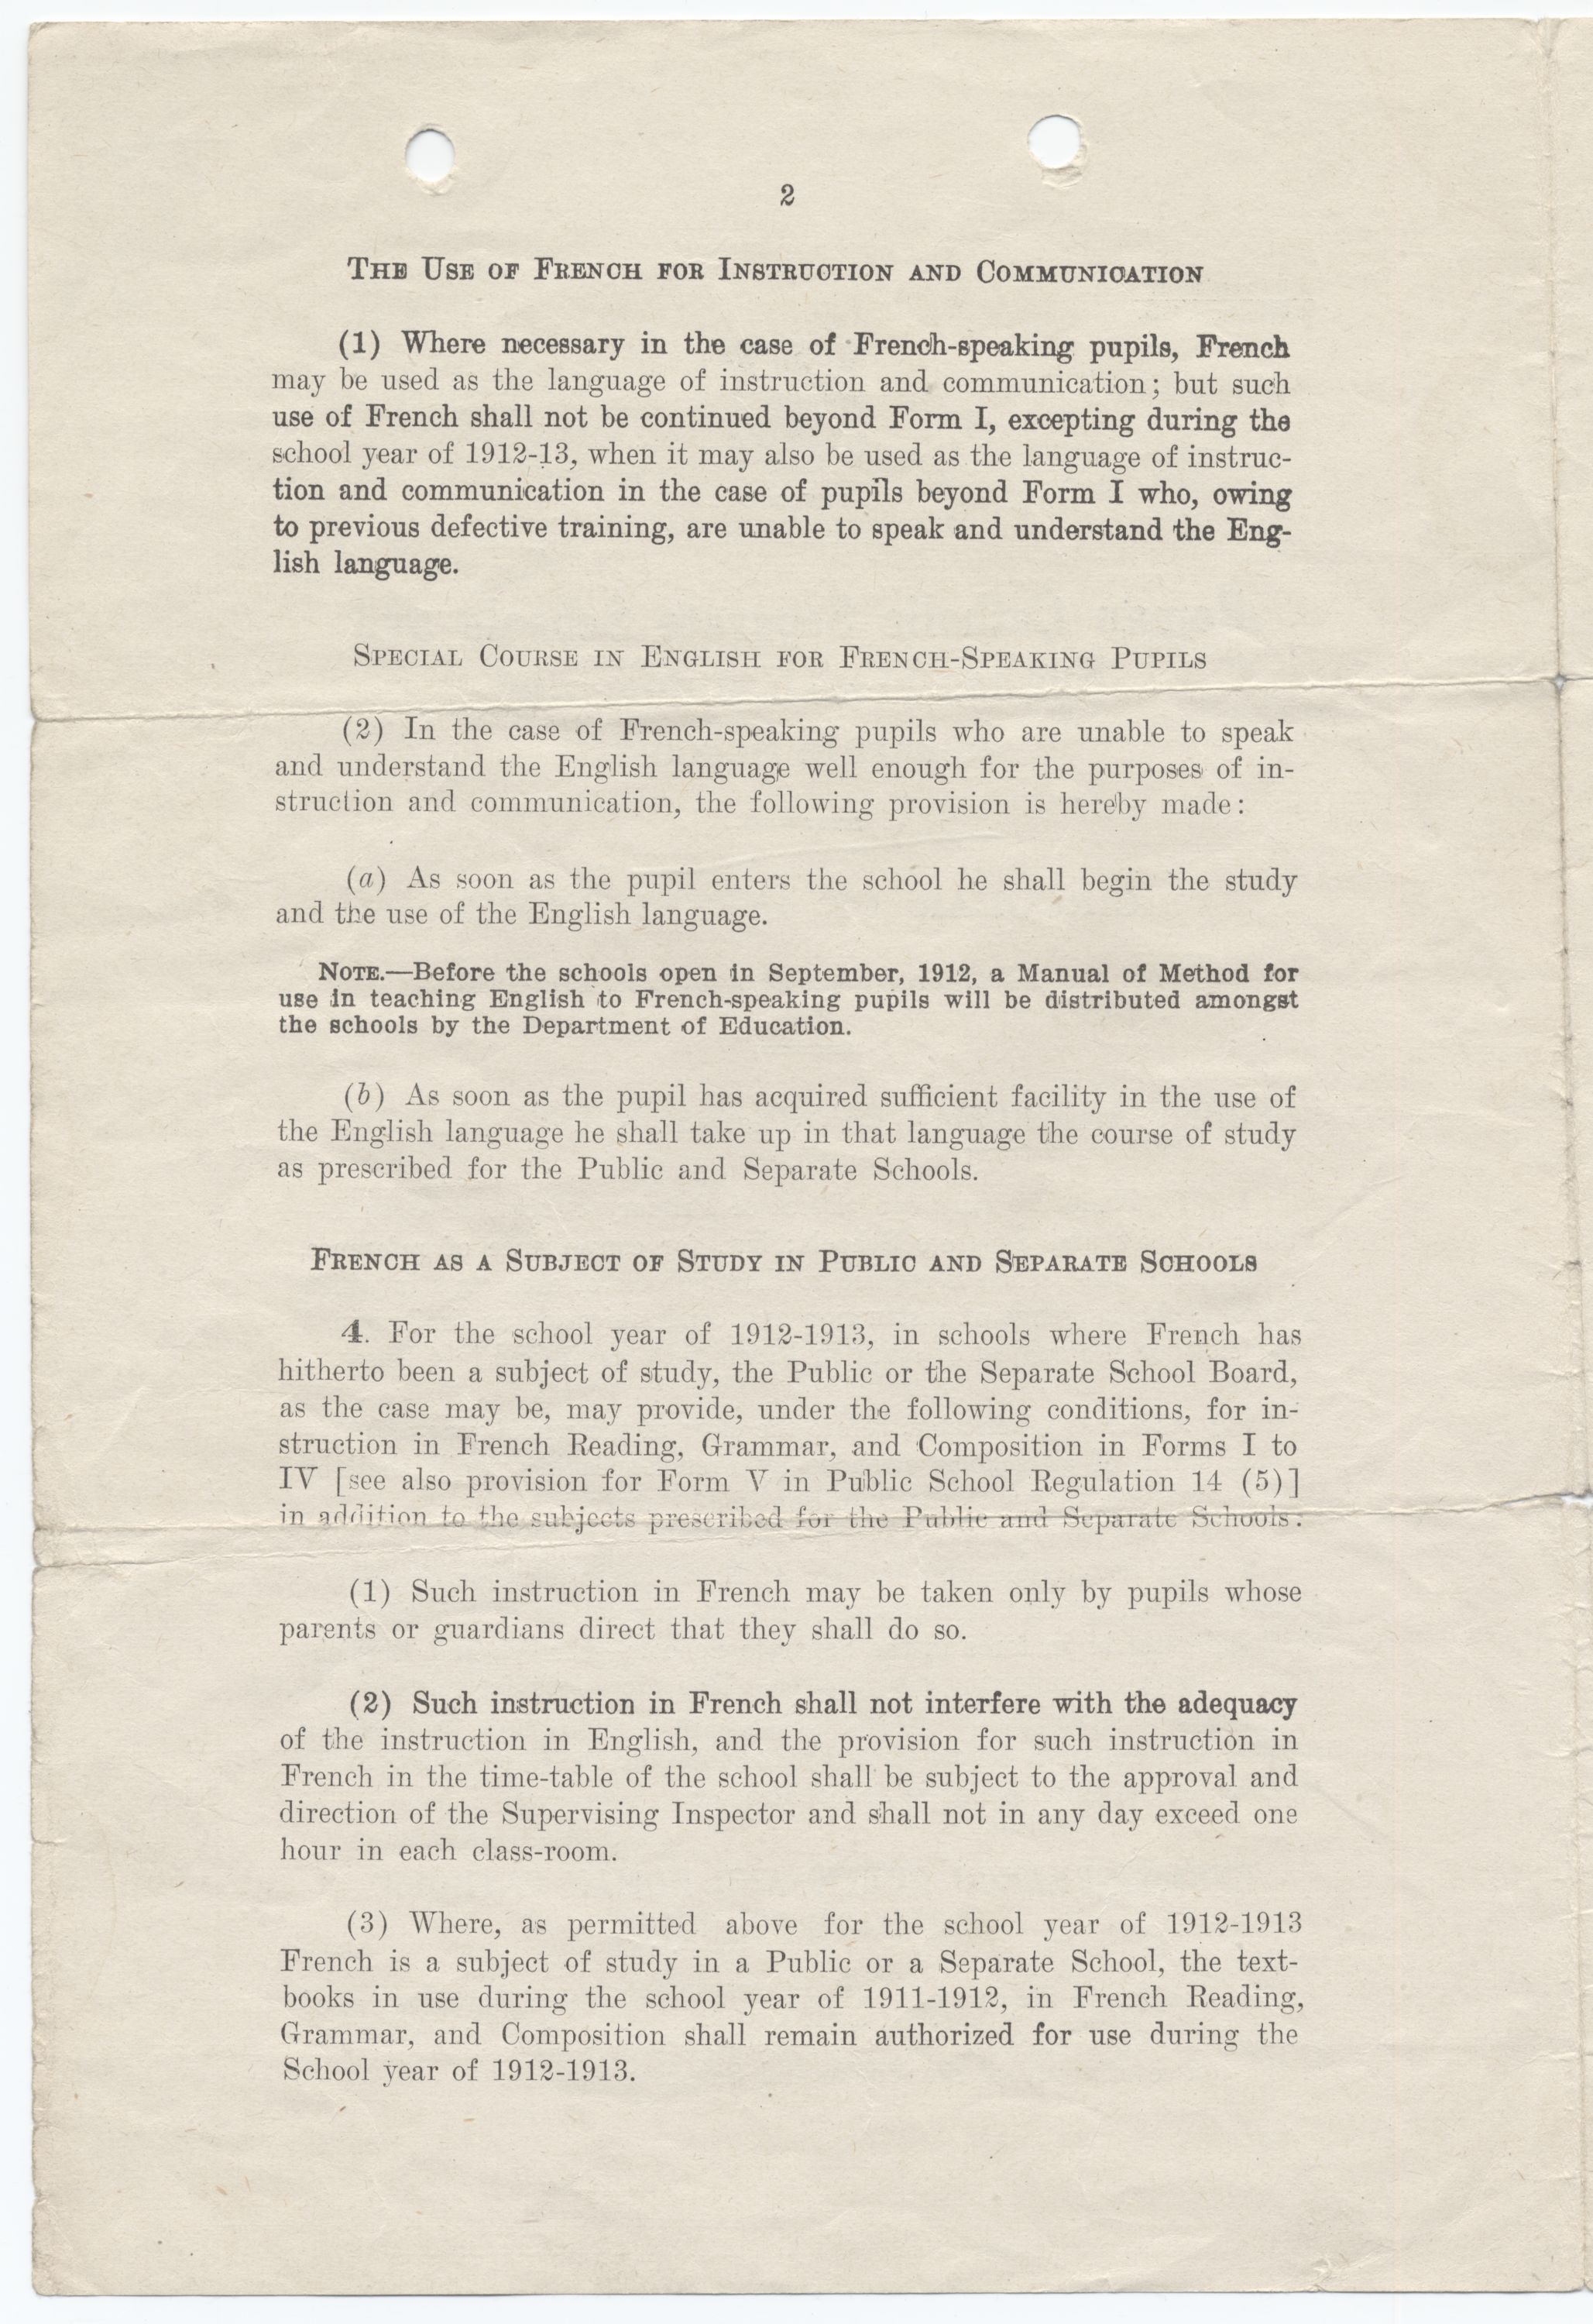 2
The Use of French for Instruction and Communication
(1) Where necessary in the case of French-speaking pupils, French
may be used as the language of instruction and communication; but such
use of French shall not be continued beyond Form I, excepting during the
school year of 1912-13, when it may also be used as the language of instruc-
tion and communication in the case of pupils beyond Form I who, owing
to previous defective training, are unable to speak and understand the Eng-
lish language.
Special Course in English for French-Speaking Pupils
(2) In the case of French-speaking pupils who are unable to speak
and understand the English language well enough for the purposes of in-
struction and communication, the following provision is hereby made:
(a) As soon as the pupil enters the school he shall begin the study
and the use of the English language.
Note.—Before the schools open in September, 1912, a Manual of Method for
use in teaching English to French-speaking pupils will be distributed amongst
the schools by the Department of Education.
(b) As soon as the pupil has acquired sufficient facility in the use of
the English language he shall take up in that language the course of study
as prescribed for the Public and Separate Schools.
French as a Subject of Study in Public and Separate Schools
4. For the school year of 1912-1913, in schools where French has
hitherto been a subject of study, the Public or the Separate School Board,
as the case may be, may provide, under the following conditions, for in-
struction in French Reading, Grammar, and Composition in Forms I to
IV [see also provision for Form V in Public School Regulation 14 (5)]
in addition to the subjects prescribed for the Public and Separate Schools:
(1) Such instruction in French may be taken only by pupils whose
parents or guardians direct that they shall do so.
(2) Such instruction in French shall not interfere with the adequacy
of the instruction in English, and the provision for such instruction in
French in the time-table of the school shall be subject to the approval and
direction of the Supervising Inspector and shall not in any day exceed one
hour in each class-room.
(3) Where, as permitted above for the school year of 1912-1913
French is a subject of study in a Public or a Separate School, the text-
books in use during the school year of 1911-1912, in French Reading,
Grammar, and Composition shall remain authorized for use during the
School year of 1912-1913.